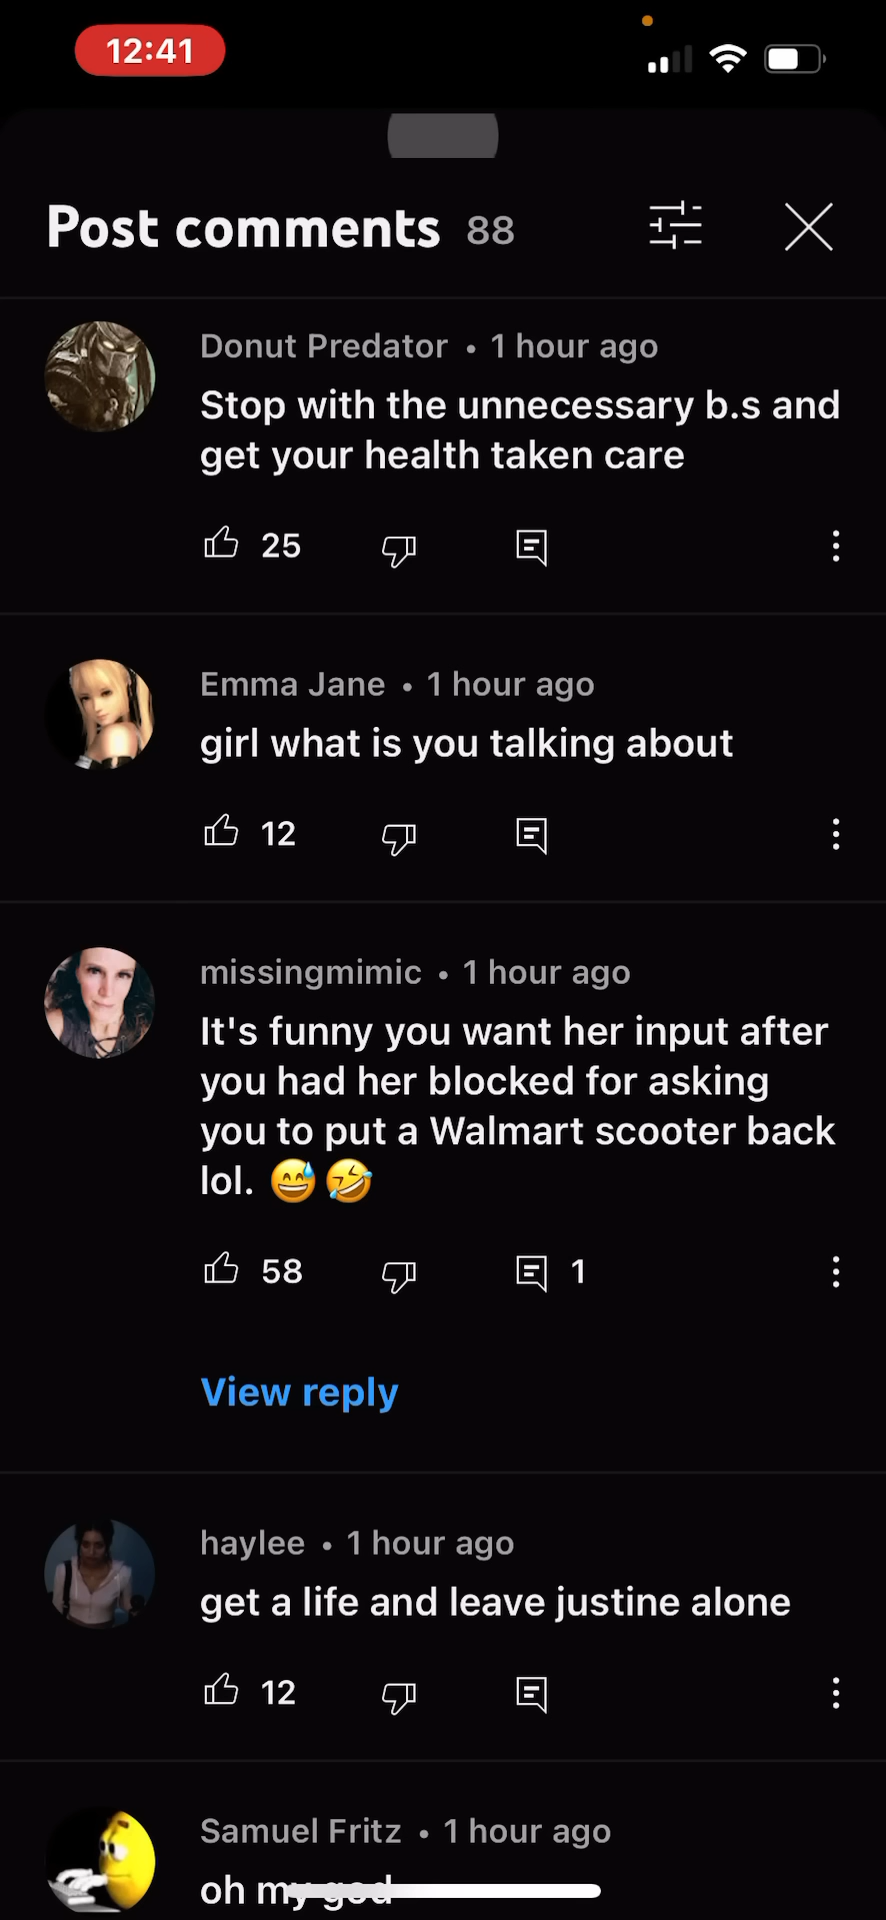 12:41
Post comments 88
Donut Predator • 1 hour ago
Stop with the unnecessary b.s and
get your health taken care
25
Emma Jane • 1 hour ago
girl what is you talking about
12
missingmimic • 1 hour ago
It's funny you want her input after
you had her blocked for asking
you to put a Walmart scooter back
lol. 😅🤣
58 1
View reply
haylee • 1 hour ago
get a life and leave justine alone
12
Samuel Fritz • 1 hour ago
oh my god